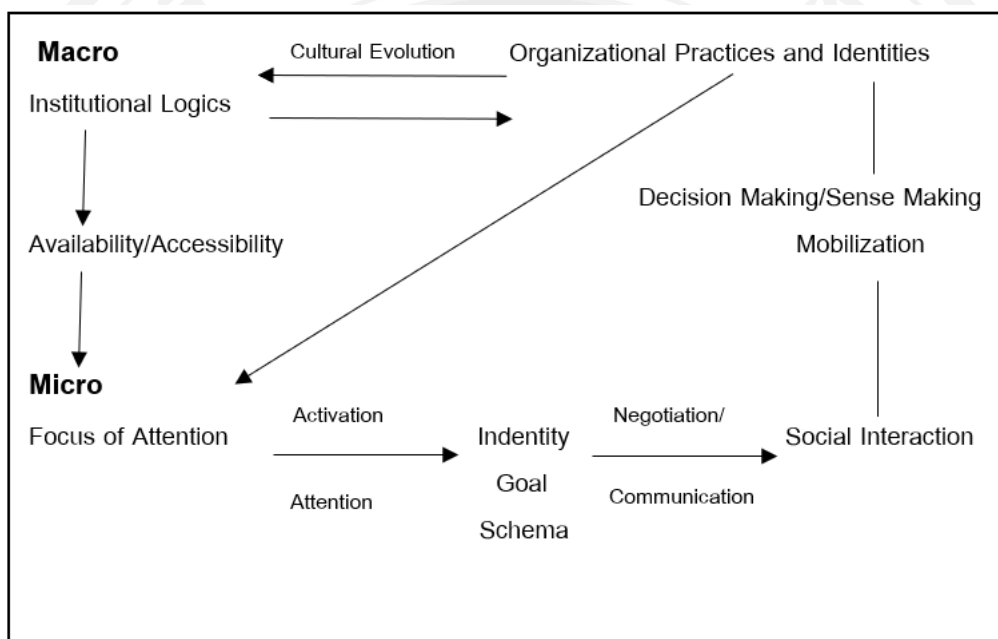 Macro
Cultural Evolution
Organizational Practices and Identities
Institutional Logics
Decision Making/Sense Making
Mobilization
Availability/Accessibility
Micro
Focus of Attention
Activation
Attention
Indentity
Goal
Schema
Negotiation/
Communication
Social Interaction